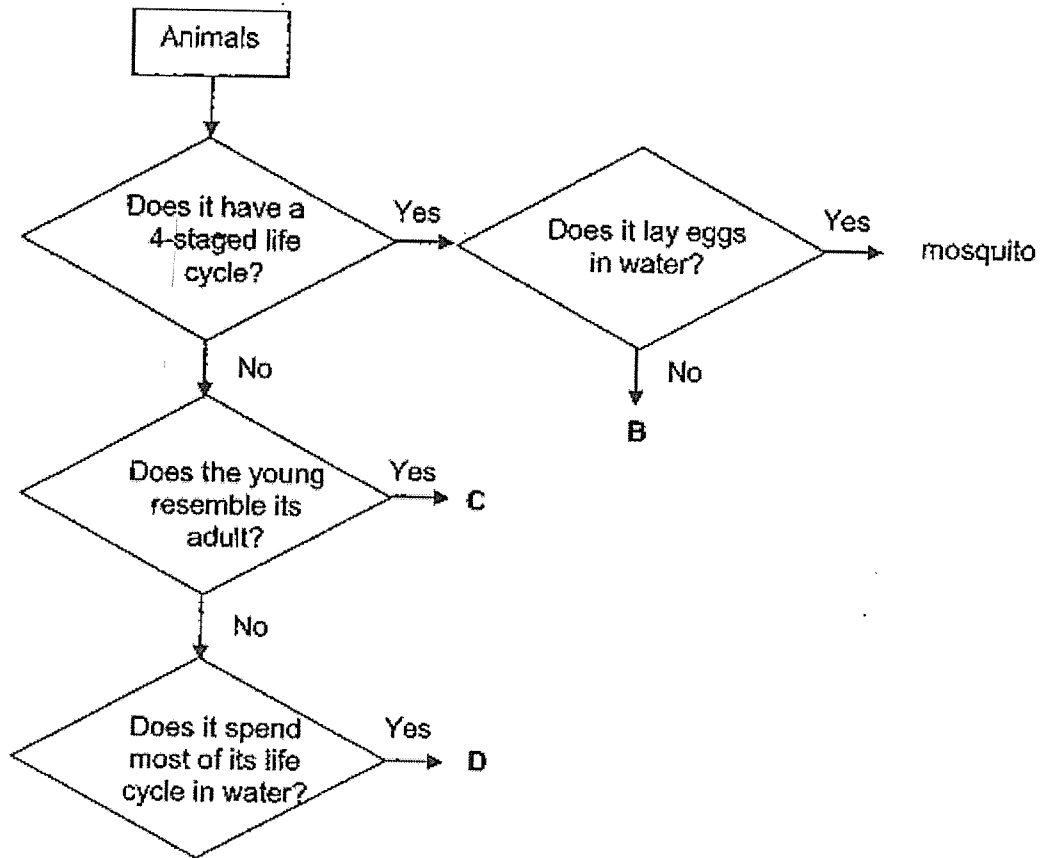 Animals
Does it have a
4-staged life
cycle?
Yes
Does it lay eggs
in water?
Yes
mosquito
No
No
B
Does the young
resemble its
adult?
Yes
C
No
Does it spend
most of its life
cycle in water?
Yes
D